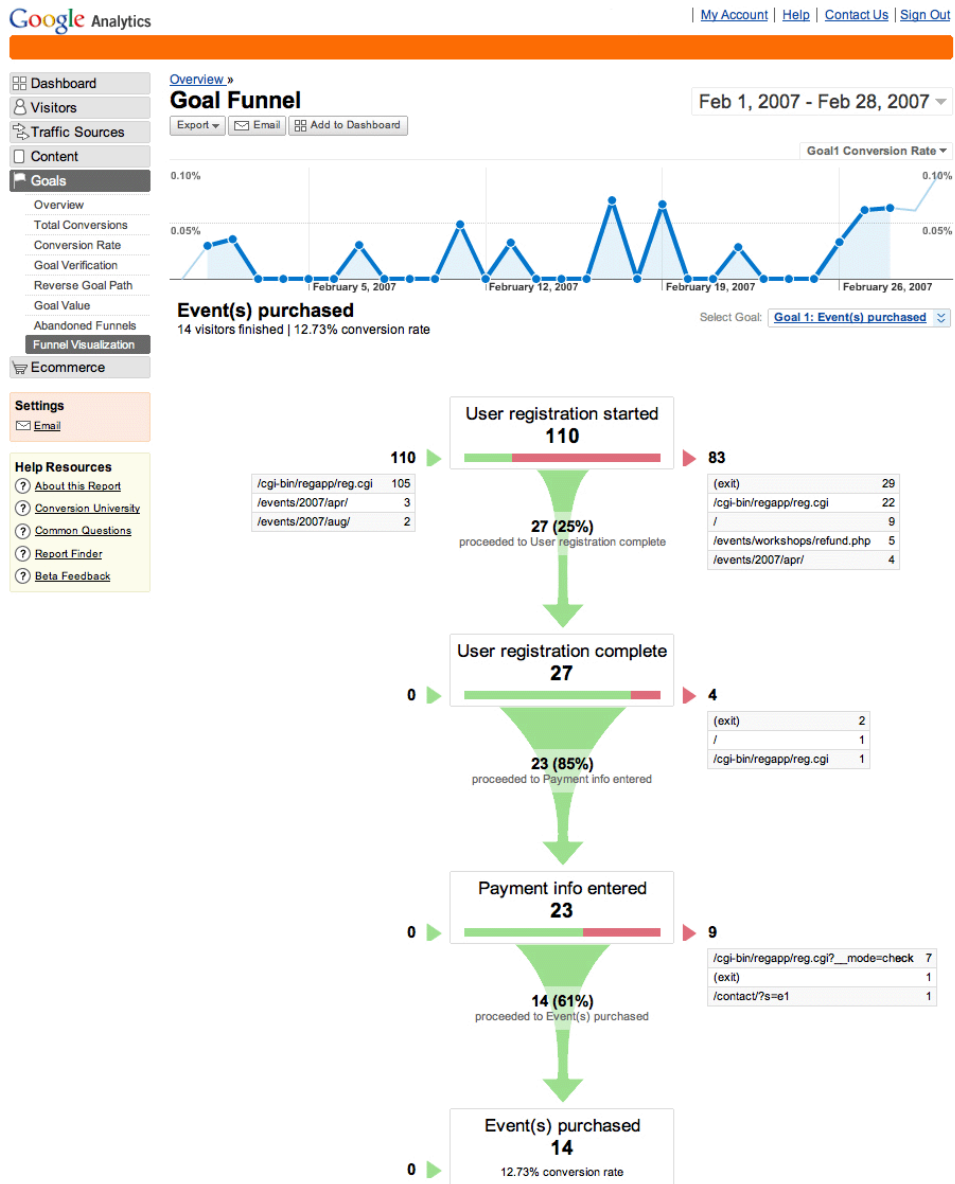 Google Analytics
My Account | Help | Contact Us | Sign Out
Dashboard
Visitors
Traffic Sources
Content
Goals
Overview
Total Conversions
Conversion Rate
Goal Verification
Reverse Goal Path
Goal Value
Abandoned Funnels
Funnel Visualization
Ecommerce
Settings
Email
Help Resources
About this Report
Conversion University
Common Questions
Report Finder
Beta Feedback
Overview »
Goal Funnel
Feb 1, 2007 - Feb 28, 2007
Export Email Add to Dashboard
Goal1 Conversion Rate
0.10% 0.10%
0.05% 0.05%
February 5, 2007 February 12, 2007 February 19, 2007 February 26, 2007
Event(s) purchased
14 visitors finished | 12.73% conversion rate
Select Goal: Goal 1: Event(s) purchased
User registration started
110
110
/cgi-bin/regapp/reg.cgi 105
/events/2007/apr/ 3
/events/2007/aug/ 2
83
(exit) 29
/cgi-bin/regapp/reg.cgi 22
/ 9
/events/workshops/refund.php 5
/events/2007/apr/ 4
27 (25%)
proceeded to User registration complete
User registration complete
27
0
4
(exit) 2
/ 1
/cgi-bin/regapp/reg.cgi 1
23 (85%)
proceeded to Payment info entered
Payment info entered
23
0
9
/cgi-bin/regapp/reg.cgi?__mode=check 7
(exit) 1
/contact/?s=e1 1
14 (61%)
proceeded to Event(s) purchased
Event(s) purchased
14
0
12.73% conversion rate